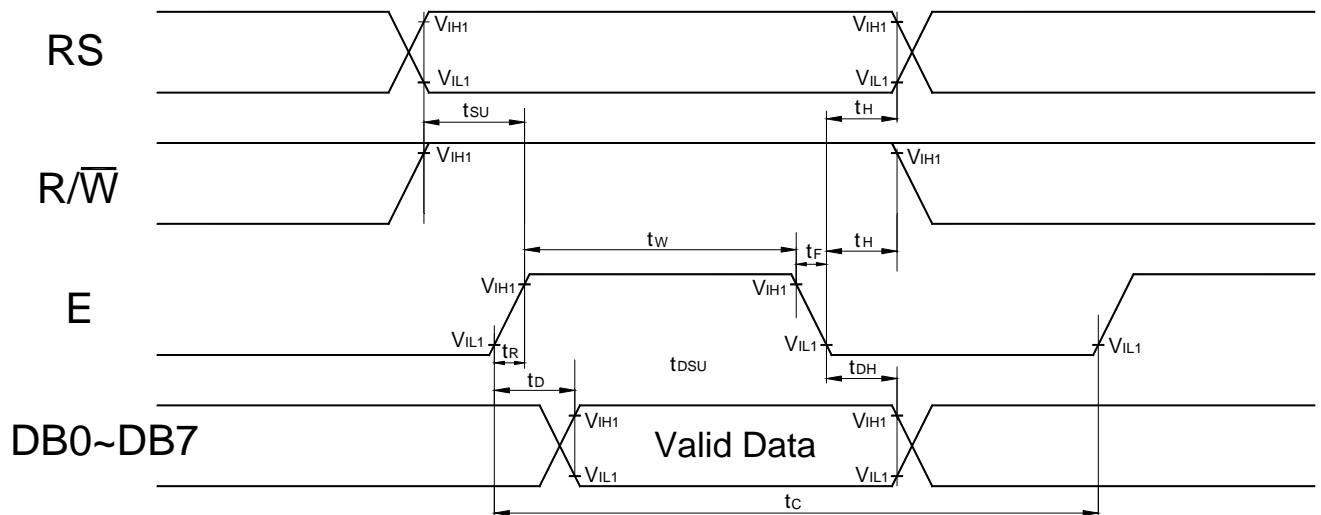 VIH1 VIH1
RS
VIL1 VIL1
tSU tH
VIH1 VIH1
R/W̅
tW tF tH
VIH1 VIH1
E
VIL1 tR VIL1 VIL1
tD tDSU tDH
VIH1 VIH1
DB0~DB7 Valid Data
VIL1 VIL1
tC